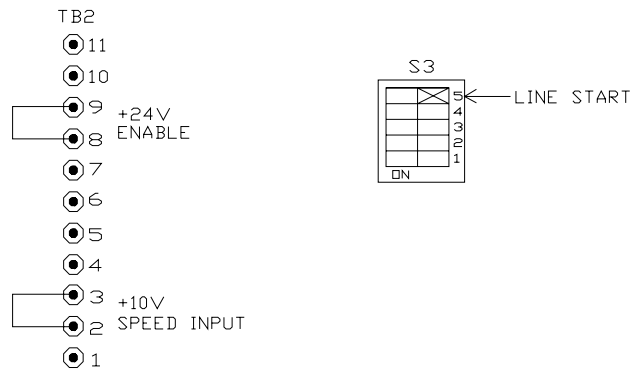 TB2
11
10
9
+24V
8
ENABLE
7
6
5
4
3
+10V
2
SPEED INPUT
1
S3
5
LINE START
4
3
2
1
ON